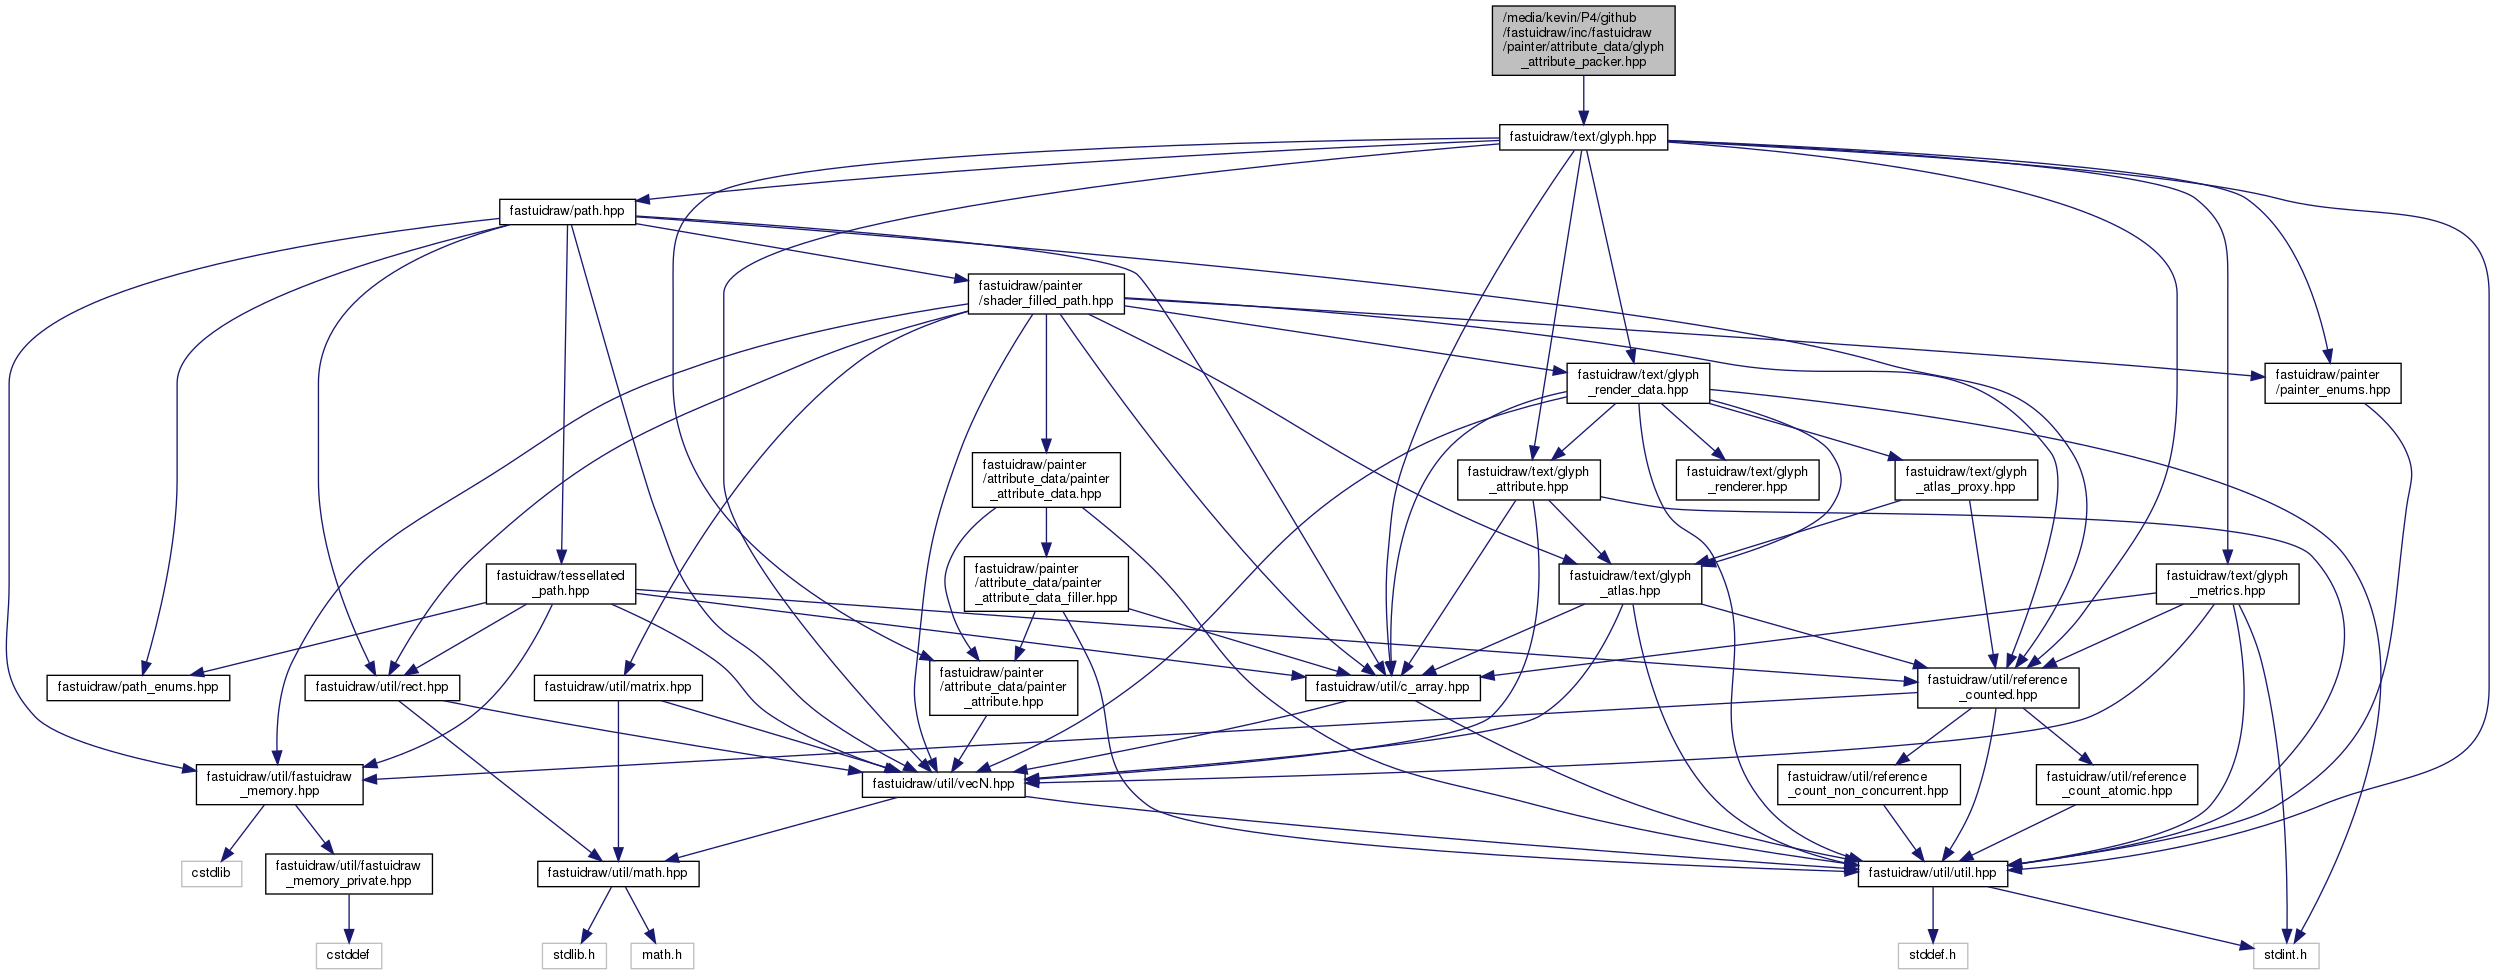 /media/kevin/P4/github
/fastuidraw/inc/fastuidraw
/painter/attribute_data/glyph
_attribute_packer.hpp
fastuidraw/text/glyph.hpp
fastuidraw/path.hpp
fastuidraw/painter
/shader_filled_path.hpp
fastuidraw/text/glyph
_render_data.hpp
fastuidraw/painter
/painter_enums.hpp
fastuidraw/painter
/attribute_data/painter
_attribute_data.hpp
fastuidraw/text/glyph
_attribute.hpp
fastuidraw/text/glyph
_renderer.hpp
fastuidraw/text/glyph
_atlas_proxy.hpp
fastuidraw/tessellated
_path.hpp
fastuidraw/painter
/attribute_data/painter
_attribute_data_filler.hpp
fastuidraw/text/glyph
_atlas.hpp
fastuidraw/text/glyph
_metrics.hpp
fastuidraw/path_enums.hpp
fastuidraw/util/rect.hpp
fastuidraw/util/matrix.hpp
fastuidraw/painter
/attribute_data/painter
_attribute.hpp
fastuidraw/util/c_array.hpp
fastuidraw/util/reference
_counted.hpp
fastuidraw/util/fastuidraw
_memory.hpp
fastuidraw/util/vecN.hpp
fastuidraw/util/reference
_count_non_concurrent.hpp
fastuidraw/util/reference
_count_atomic.hpp
cstdlib
fastuidraw/util/fastuidraw
_memory_private.hpp
fastuidraw/util/math.hpp
fastuidraw/util/util.hpp
cstddef
stdlib.h
math.h
stddef.h
stdint.h